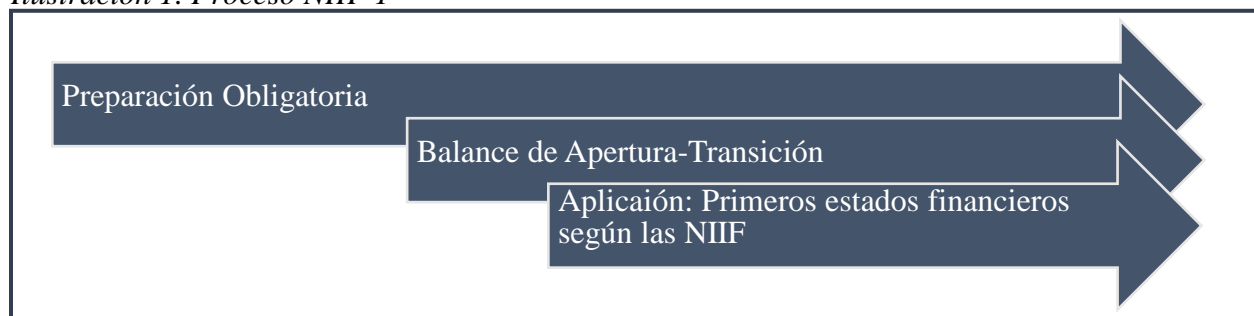 Ilustración 1: Proceso NIIF 1
Preparación Obligatoria
Balance de Apertura-Transición
Aplicaión: Primeros estados financieros
según las NIIF